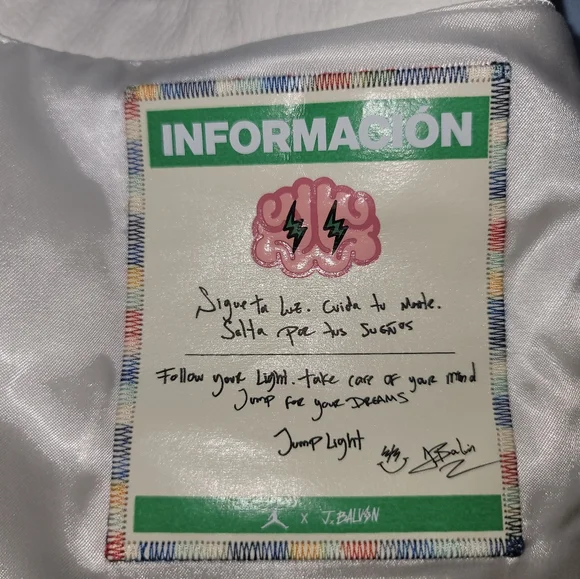 INFORMACIÓN
Sigue tu Luz. Cuida tu Mente.
Salta por tus SUEÑOS
Follow your Light. take care of your mind
Jump for your DREAMS
Jump Light
J.Balvin
x J. BALVIN